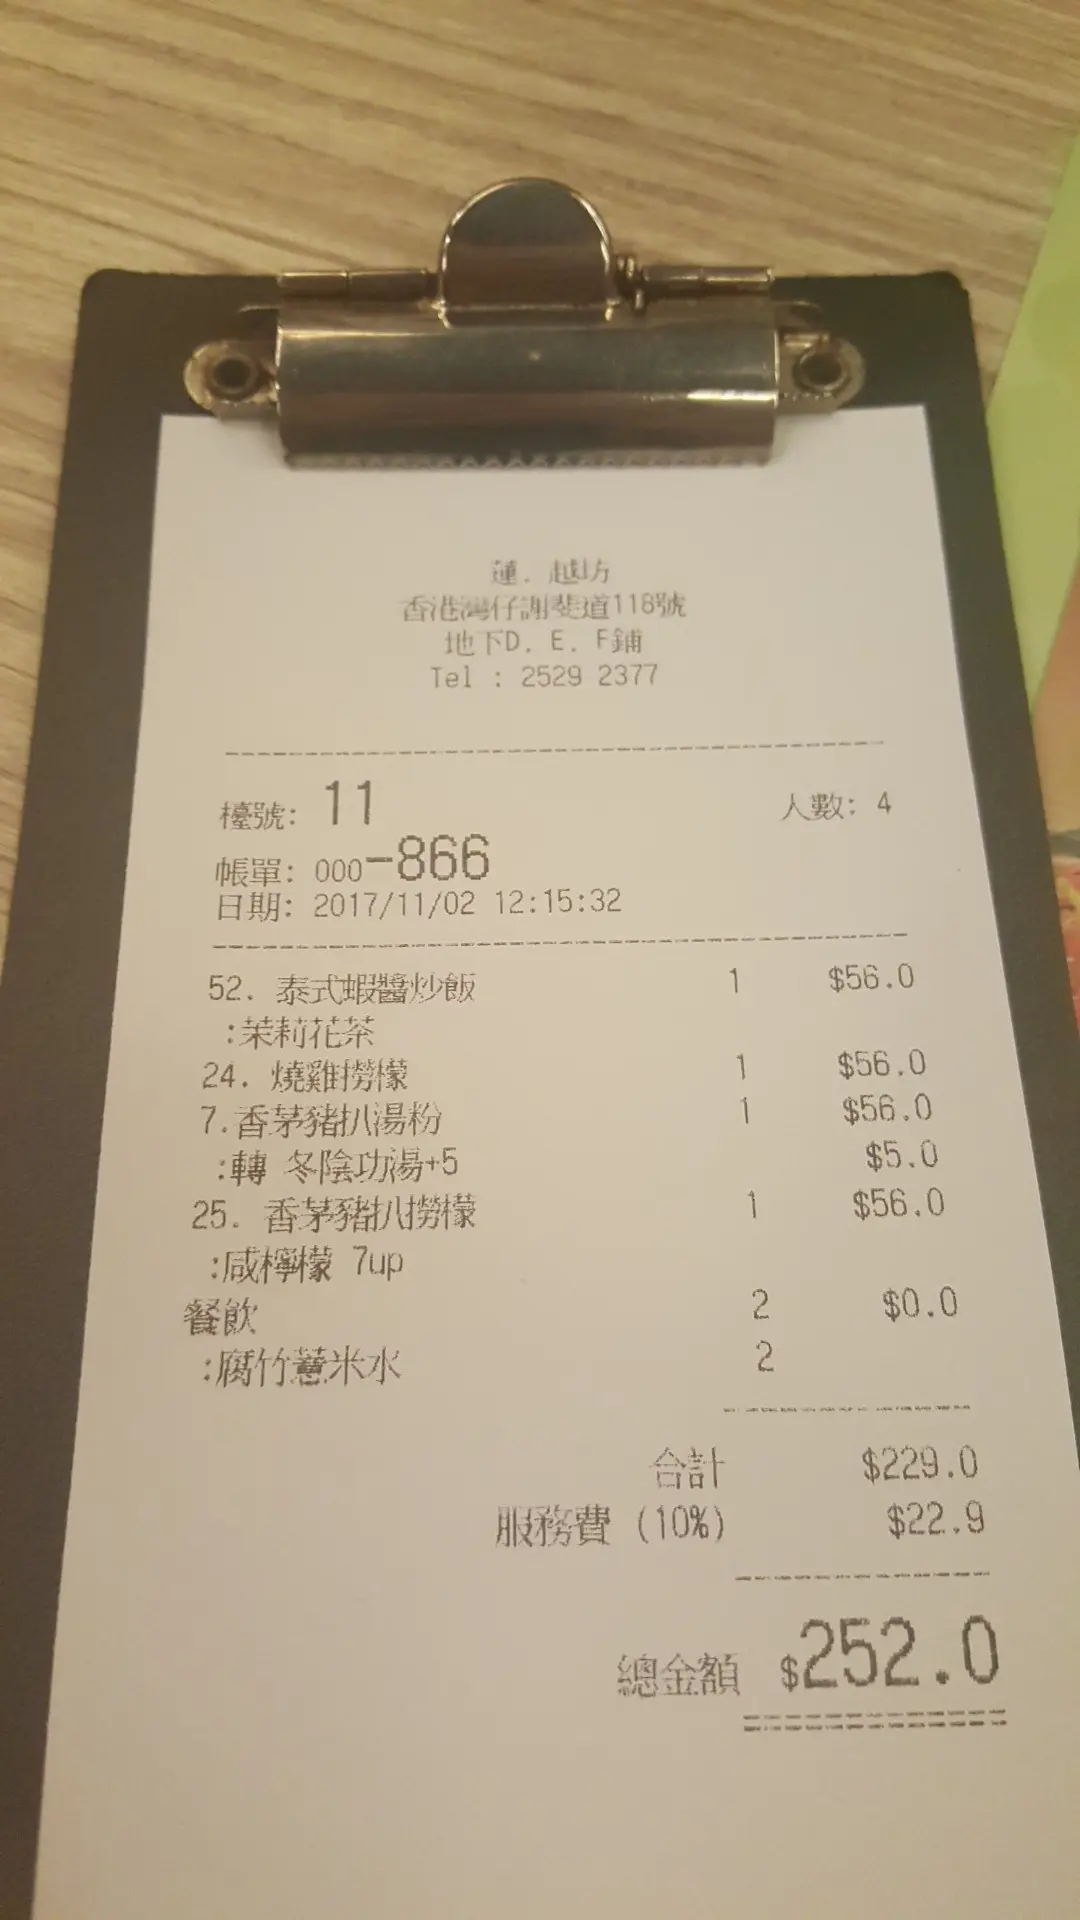 蓮. 越坊
香港灣仔謝斐道118號
地下D. E. F鋪
Tel : 2529 2377
檯號: 11 人數: 4
帳單: 000-866
日期: 2017/11/02 12:15:32
52. 泰式蝦醬炒飯 1 $56.0
:茉莉花茶
24. 燒雞撈檬 1 $56.0
7.香茅豬扒湯粉 1 $56.0
:轉 冬陰功湯+5 $5.0
25. 香茅豬扒撈檬 1 $56.0
:咸檸檬 7up
餐飲 2 $0.0
:腐竹薏米水 2
合計 $229.0
服務費 (10%) $22.9
總金額 $252.0